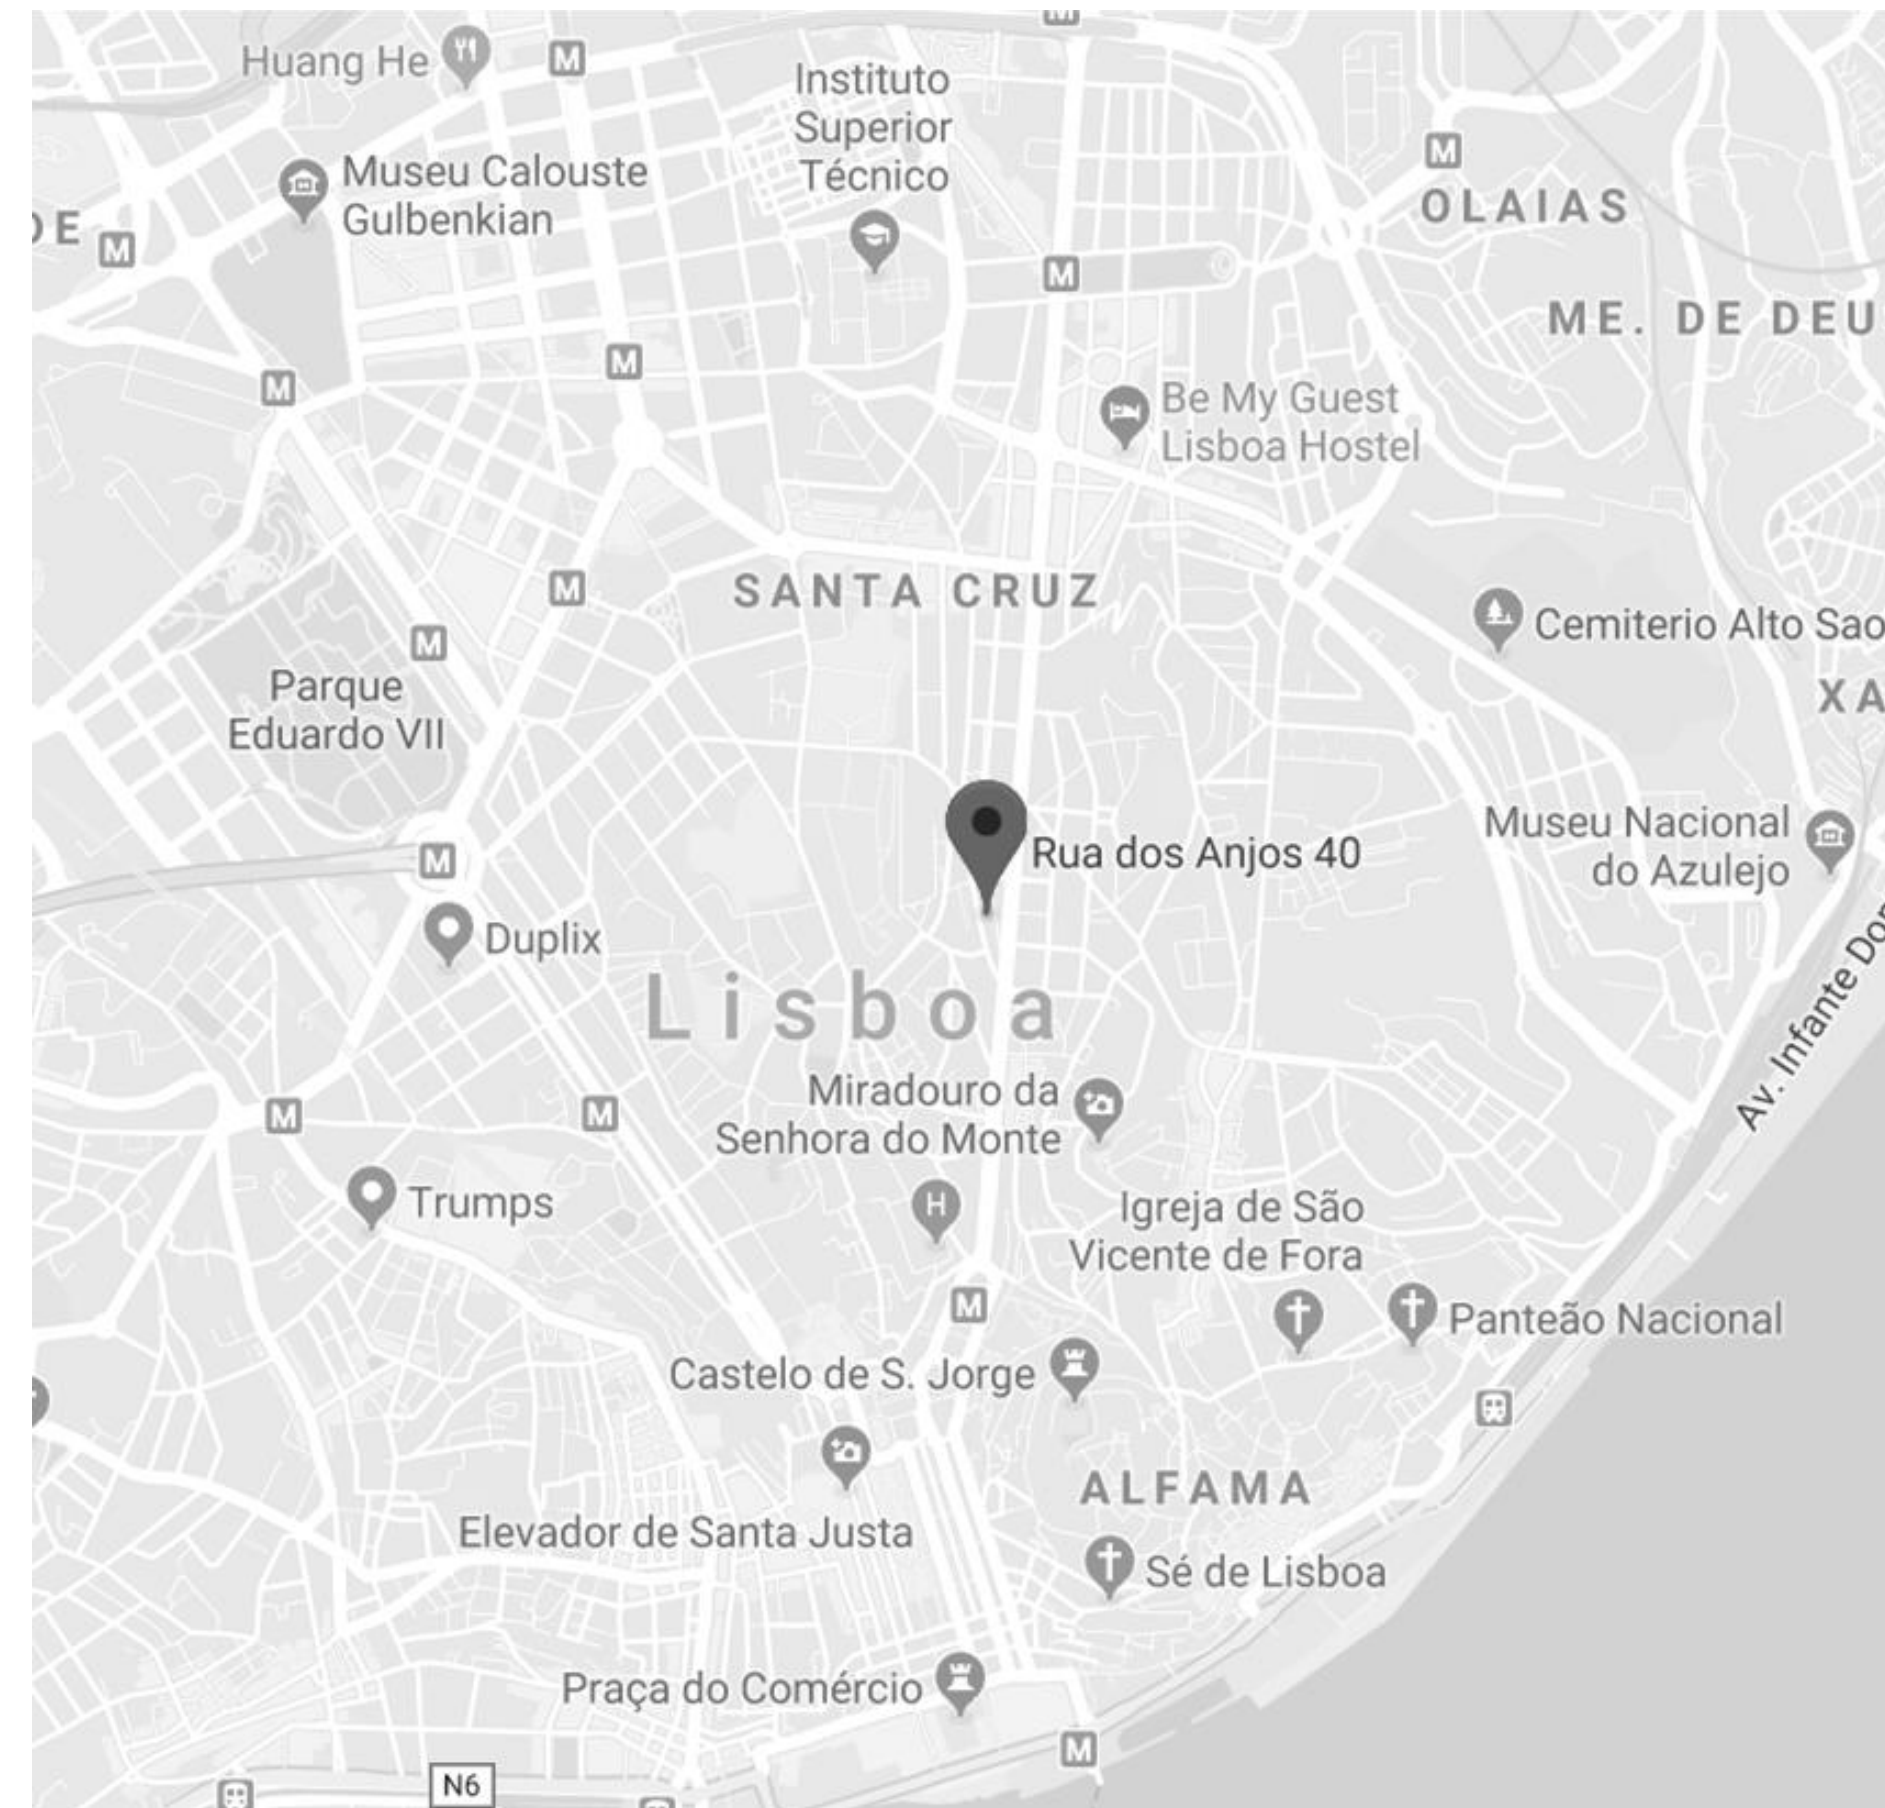 M
Huang He
M
Instituto
Superior
Técnico
Museu Calouste
Gulbenkian
M
OLAIAS
DE
M
M
ME. DE DEU
M
M
Be My Guest
Lisboa Hostel
SANTA CRUZ
M
M
Cemiterio Alto Sao
Parque
Eduardo VII
XA
Rua dos Anjos 40
Museu Nacional
do Azulejo
M
Duplix
Av. Infante Dom
Lisboa
Miradouro da
Senhora do Monte
M
M
Trumps
H
Igreja de São
Vicente de Fora
M
Panteão Nacional
Castelo de S. Jorge
ALFAMA
Elevador de Santa Justa
Sé de Lisboa
Praça do Comércio
M
N6